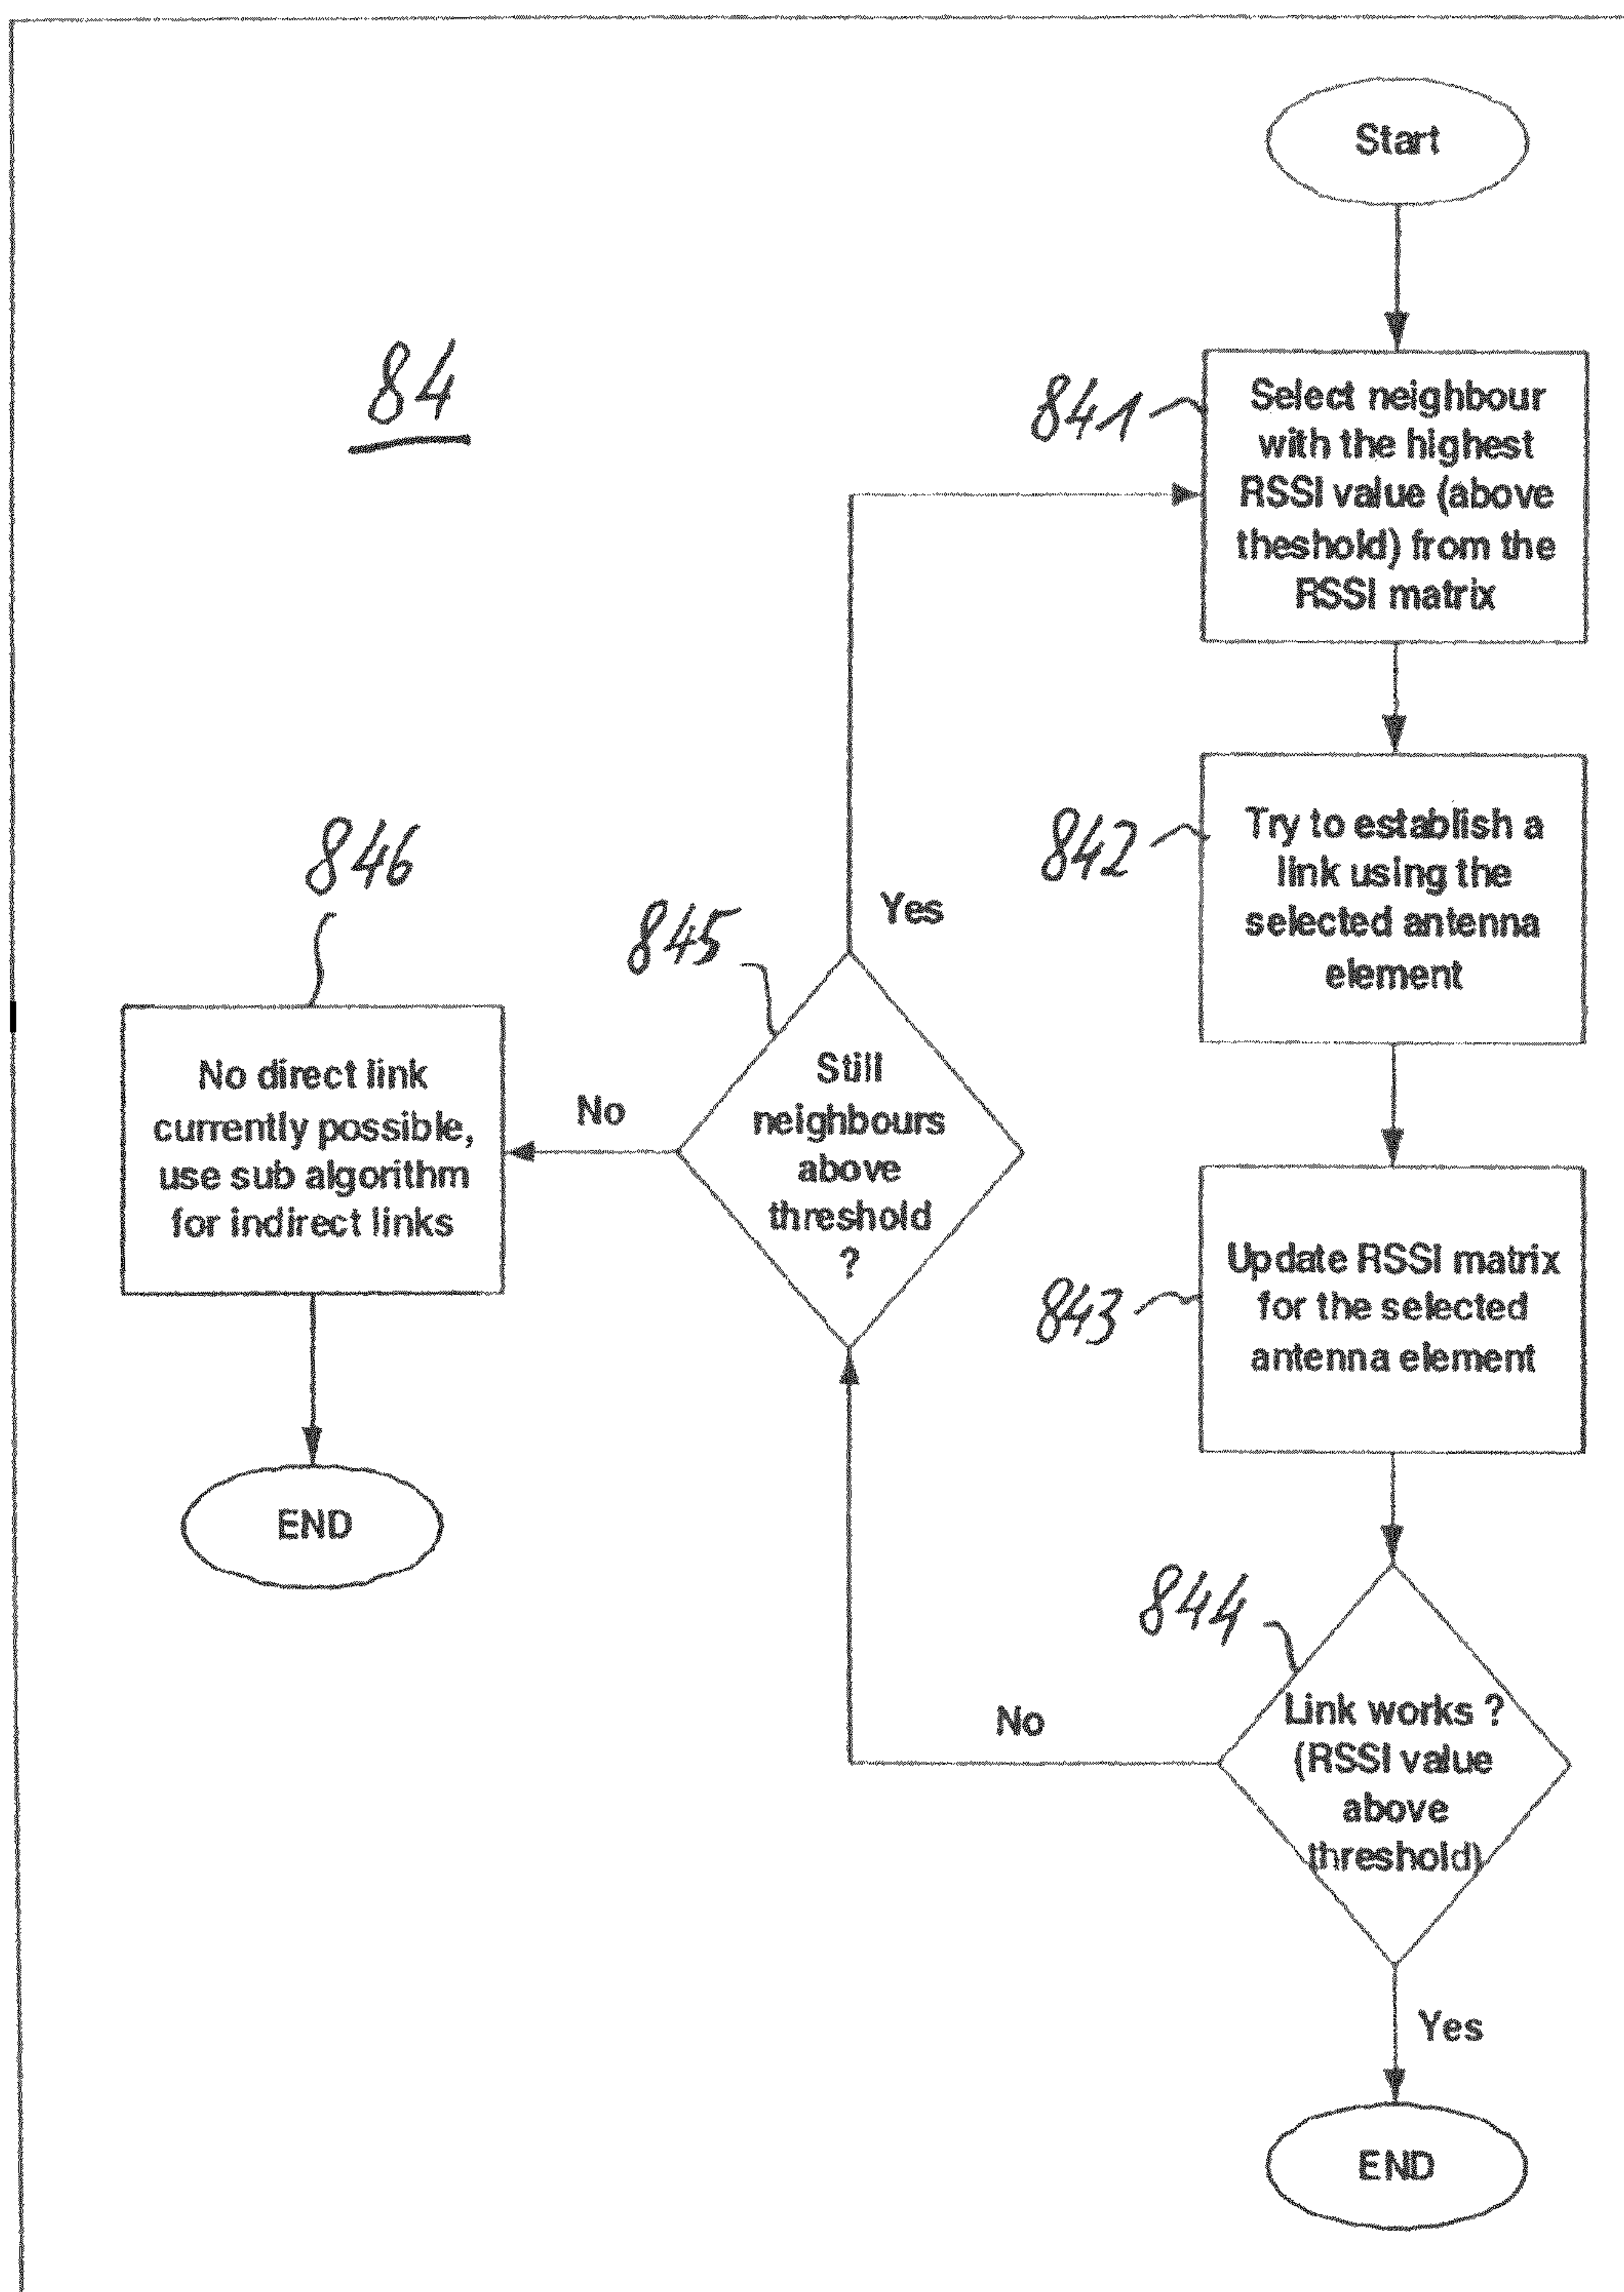 Start
84
841
Select neighbour
with the highest
RSSI value (above
theshold) from the
RSSI matrix
842
Try to establish a
link using the
selected antenna
element
846
845
Yes
No direct link
currently possible,
use sub algorithm
for indirect links
No
Still
neighbours
above
threshold
?
843
Update RSSI matrix
for the selected
antenna element
END
844
Link works ?
(RSSI value
above
threshold)
No
Yes
END